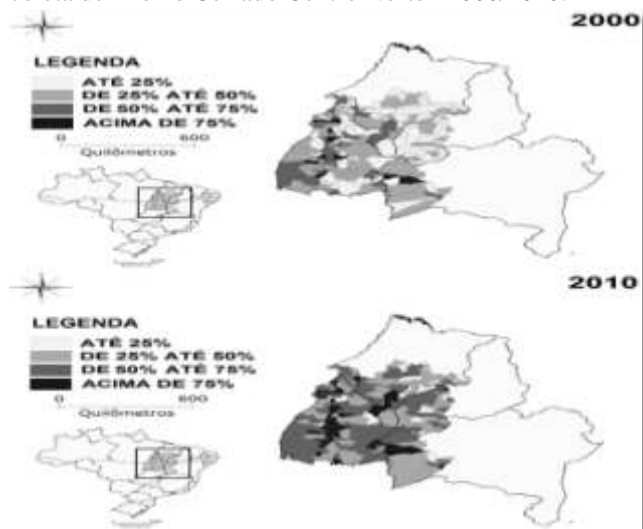 2000
LEGENDA
ATÉ 25%
DE 25% ATÉ 50%
DE 50% ATÉ 75%
ACIMA DE 75%
0 600
Quilômetros
2010
LEGENDA
ATÉ 25%
DE 25% ATÉ 50%
DE 50% ATÉ 75%
ACIMA DE 75%
0 600
Quilômetros